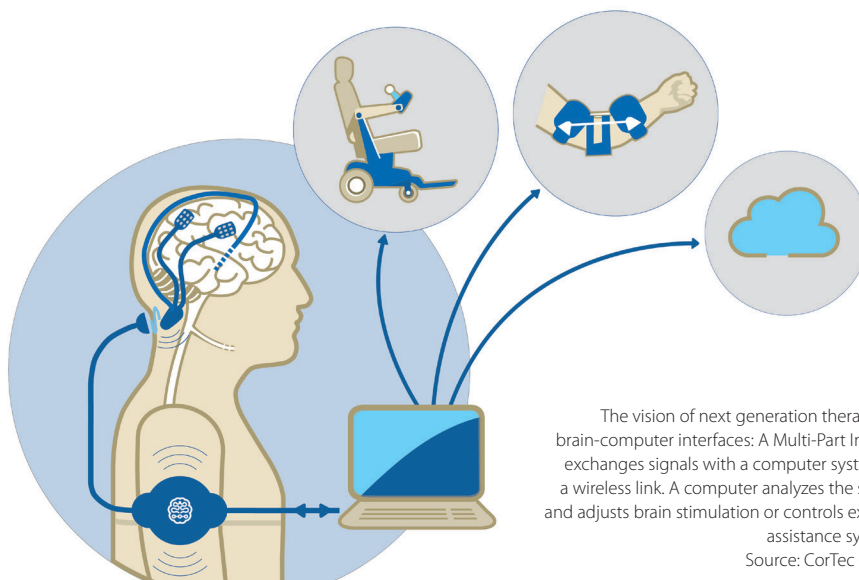 The vision of next generation thera
brain-computer interfaces: A Multi-Part
exchanges signals with a computer
a wireless link. A computer analyzes the
and adjusts brain stimulation or controls
assistance
Source: CorTec